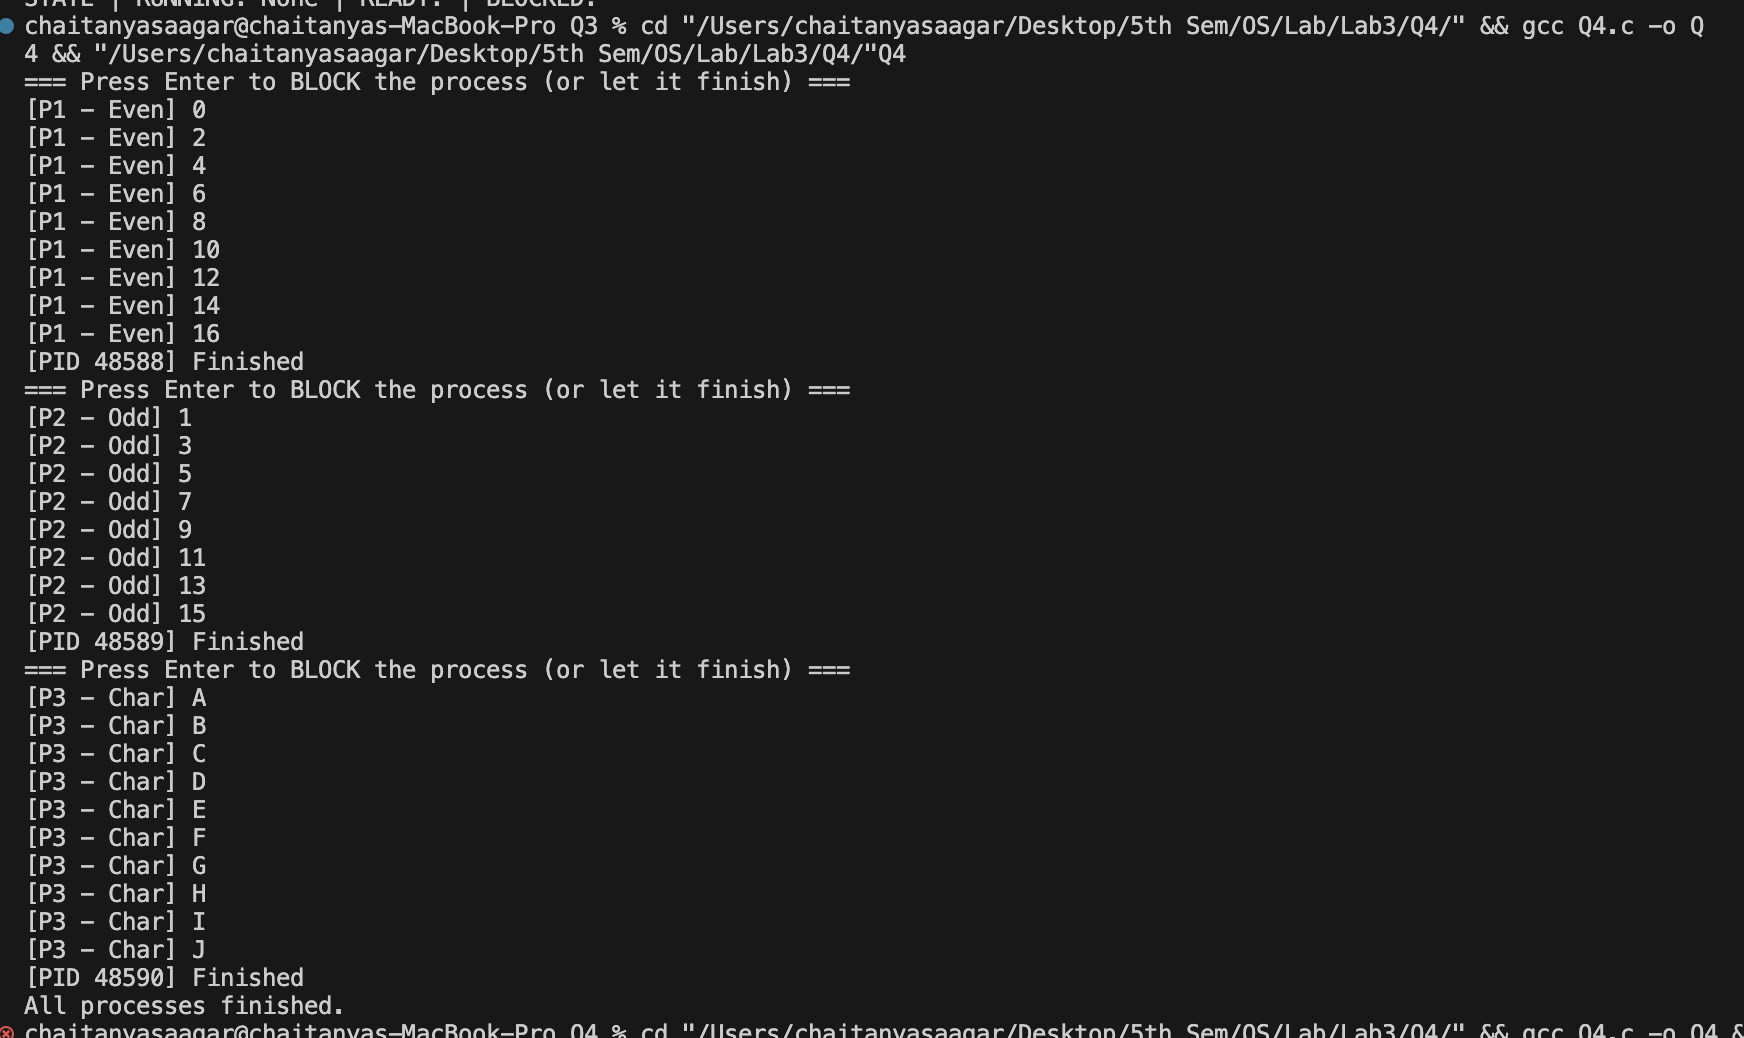 STATE | RUNNING: None | READY: | BLOCKED:
chaitanyasaagar@chaitanyas-MacBook-Pro Q3 % cd "/Users/chaitanyasaagar/Desktop/5th Sem/OS/Lab/Lab3/Q4/" && gcc Q4.c -o Q
4 && "/Users/chaitanyasaagar/Desktop/5th Sem/OS/Lab/Lab3/Q4/"Q4
=== Press Enter to BLOCK the process (or let it finish) ===
[P1 - Even] 0
[P1 - Even] 2
[P1 - Even] 4
[P1 - Even] 6
[P1 - Even] 8
[P1 - Even] 10
[P1 - Even] 12
[P1 - Even] 14
[P1 - Even] 16
[PID 48588] Finished
=== Press Enter to BLOCK the process (or let it finish) ===
[P2 - Odd] 1
[P2 - Odd] 3
[P2 - Odd] 5
[P2 - Odd] 7
[P2 - Odd] 9
[P2 - Odd] 11
[P2 - Odd] 13
[P2 - Odd] 15
[PID 48589] Finished
=== Press Enter to BLOCK the process (or let it finish) ===
[P3 - Char] A
[P3 - Char] B
[P3 - Char] C
[P3 - Char] D
[P3 - Char] E
[P3 - Char] F
[P3 - Char] G
[P3 - Char] H
[P3 - Char] I
[P3 - Char] J
[PID 48590] Finished
All processes finished.
chaitanyasaagar@chaitanyas-MacBook-Pro Q4 % cd "/Users/chaitanyasaagar/Desktop/5th Sem/OS/Lab/Lab3/Q4/" && gcc Q4.c -o Q4 &